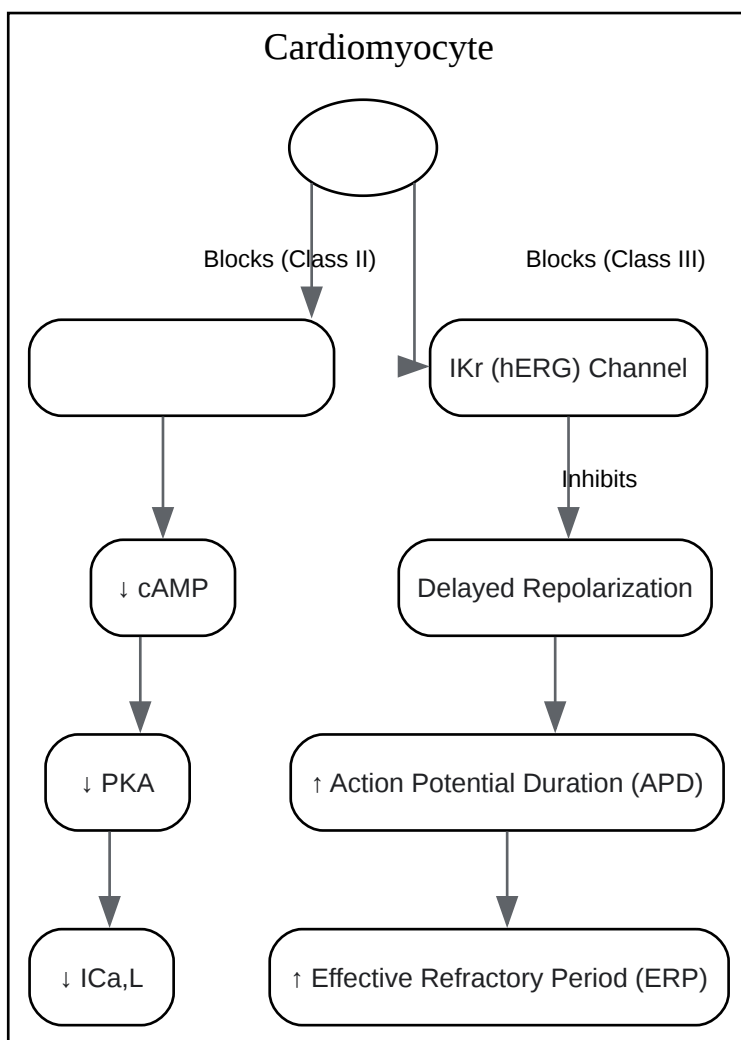 Cardiomyocyte
Blocks (Class II)
Blocks (Class III)
IKr (hERG) Channel
Inhibits
↓ cAMP
Delayed Repolarization
↓ PKA
↑ Action Potential Duration (APD)
↓ ICa,L
↑ Effective Refractory Period (ERP)